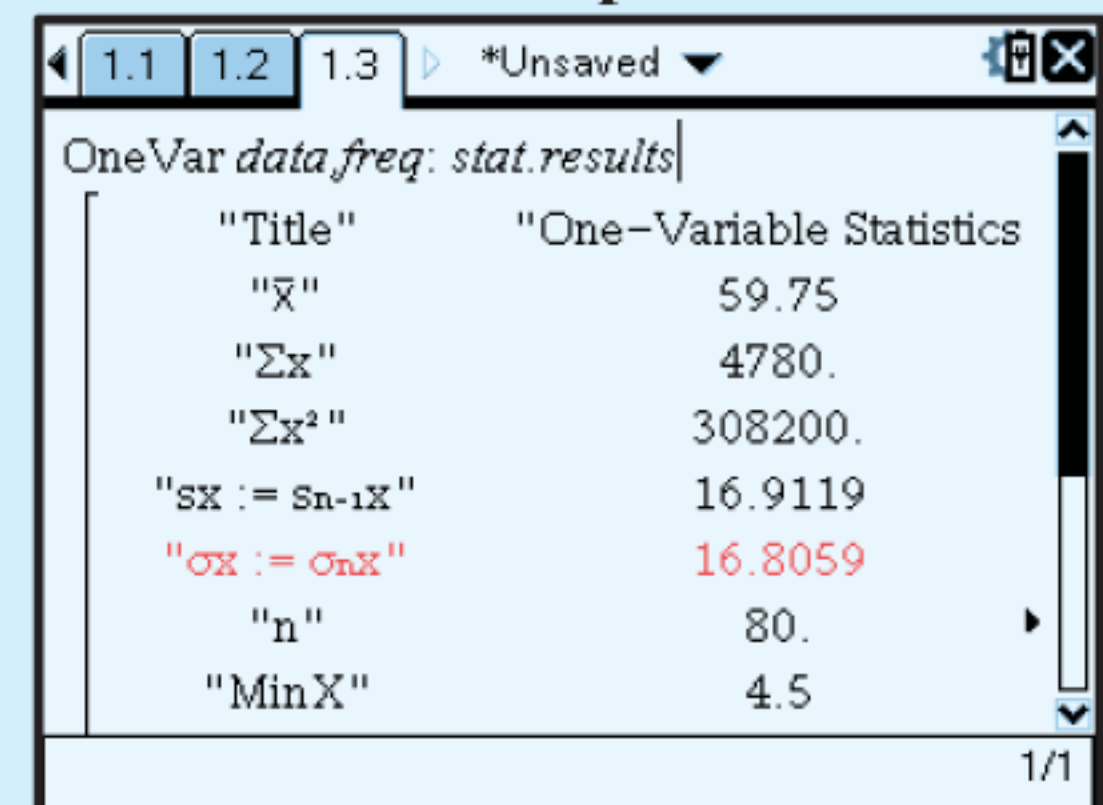 1.1 1.2 1.3 *Unsaved
OneVar data,freq: stat.results
"Title" "One–Variable Statistics
"x̄" 59.75
"Σx" 4780.
"Σx²" 308200.
"sx := sₙ₋₁x" 16.9119
"σx := σₙx" 16.8059
"n" 80.
"MinX" 4.5
1/1